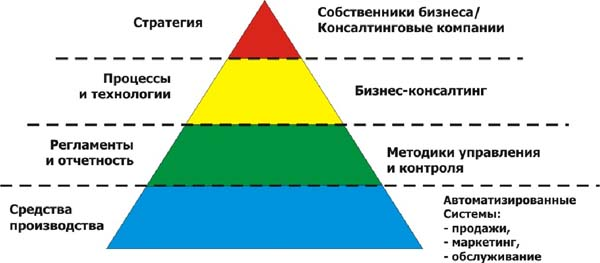 Стратегия
Собственники бизнеса/
Консалтинговые компании
Процессы
и технологии
Бизнес-консалтинг
Регламенты
и отчетность
Методики управления
и контроля
Средства
производства
Автоматизированные
Системы:
- продажи,
- маркетинг,
- обслуживание